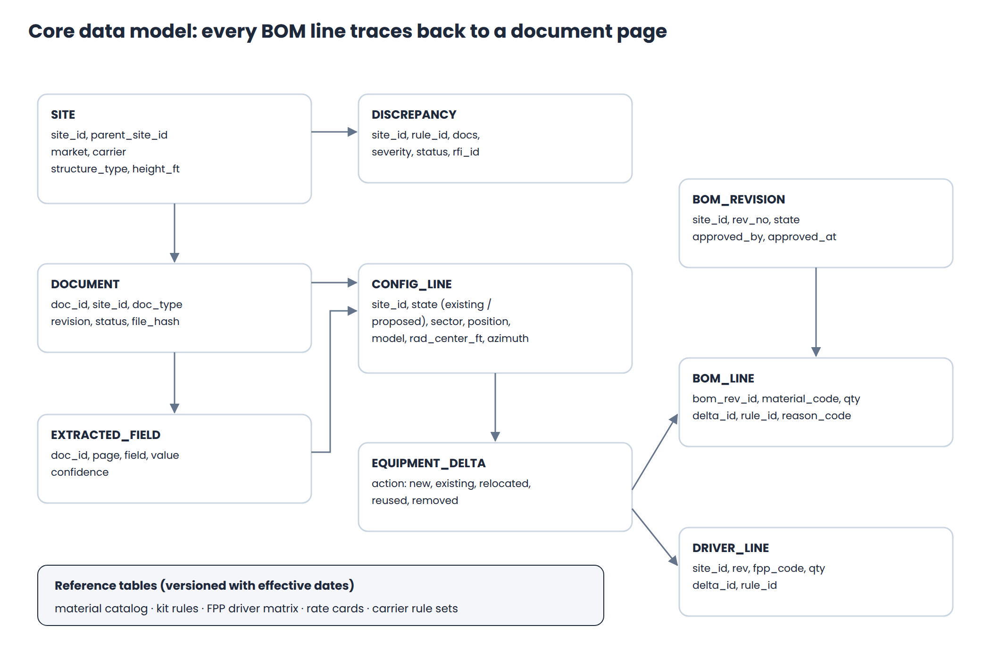 Core data model: every BOM line traces back to a document page
SITE
site_id, parent_site_id
market, carrier
structure_type, height_ft
DISCREPANCY
site_id, rule_id, docs,
severity, status, rfi_id
BOM_REVISION
site_id, rev_no, state
approved_by, approved_at
DOCUMENT
doc_id, site_id, doc_type
revision, status, file_hash
CONFIG_LINE
site_id, state (existing /
proposed), sector, position,
model, rad_center_ft, azimuth
BOM_LINE
bom_rev_id, material_code, qty
delta_id, rule_id, reason_code
EXTRACTED_FIELD
doc_id, page, field, value
confidence
EQUIPMENT_DELTA
action: new, existing, relocated,
reused, removed
DRIVER_LINE
site_id, rev, fpp_code, qty
delta_id, rule_id
Reference tables (versioned with effective dates)
material catalog · kit rules · FPP driver matrix · rate cards · carrier rule sets